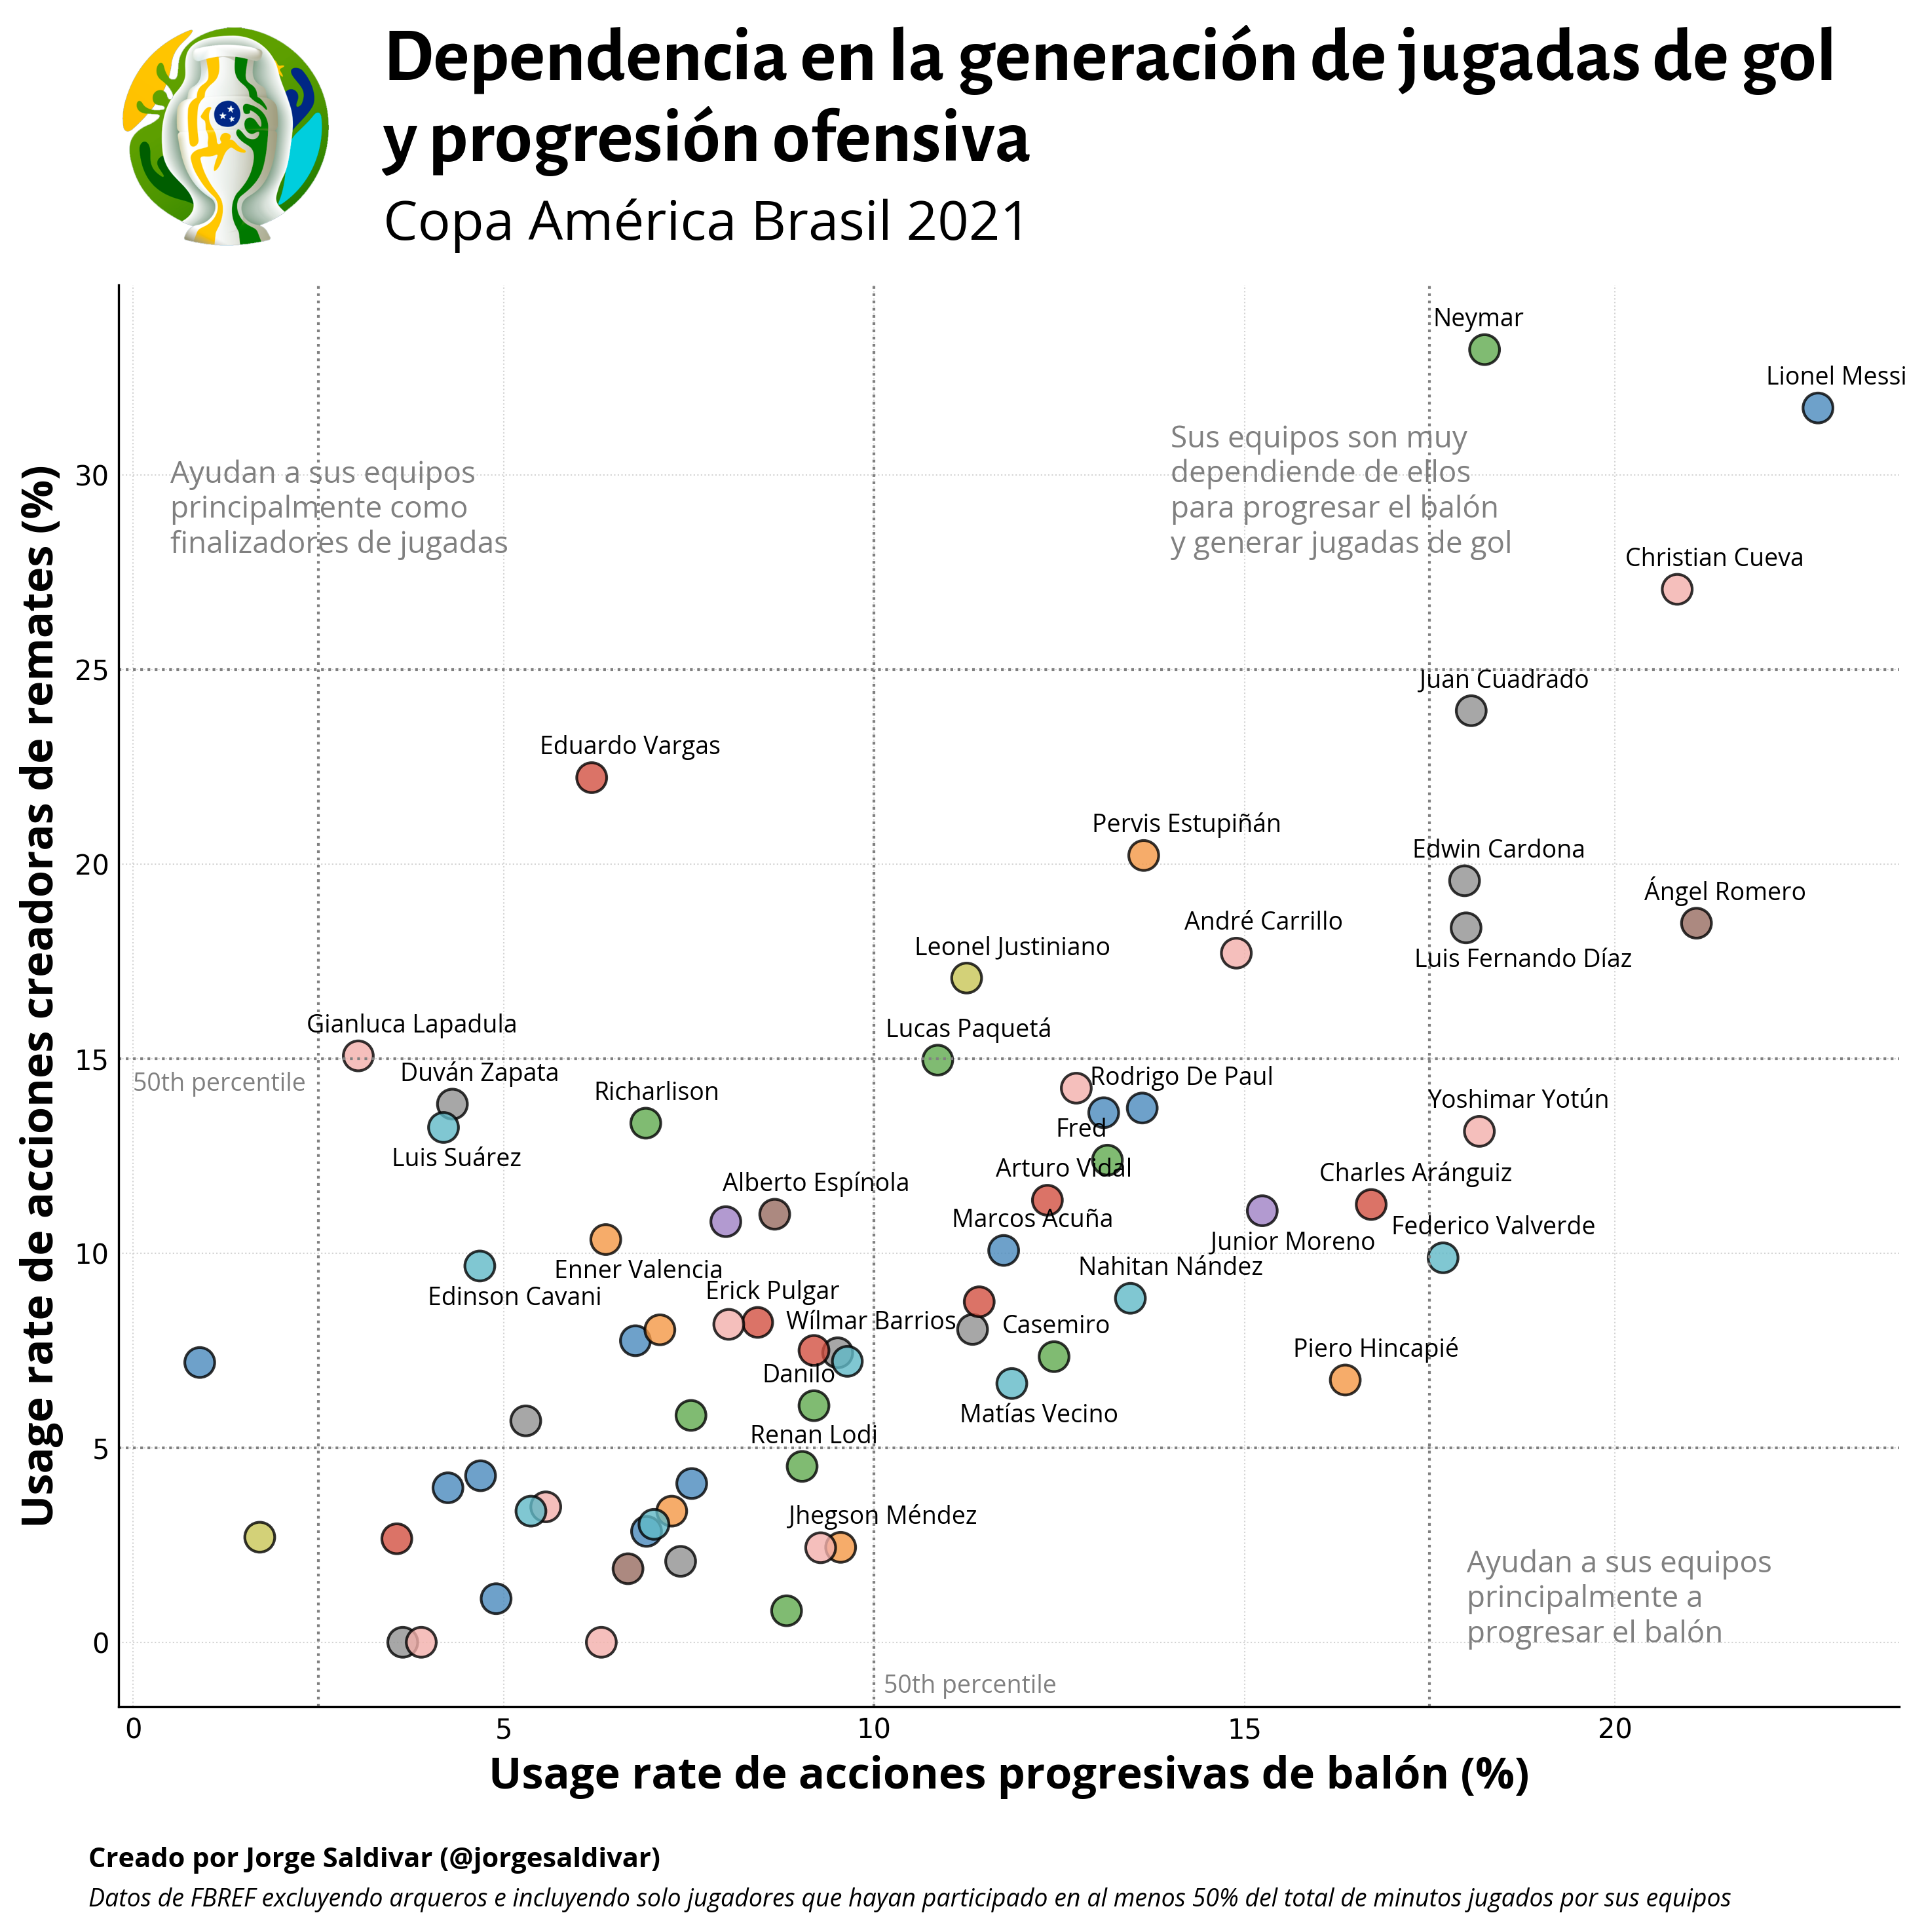 Dependencia en la generación de jugadas de gol
y progresión ofensiva
Copa América Brasil 2021
Usage rate de acciones creadoras de remates (%)
30
25
20
15
10
5
0
Ayudan a sus equipos
principalmente como
finalizadores de jugadas
Sus equipos son muy
dependiende de ellos
para progresar el balón
y generar jugadas de gol
Neymar
Lionel Messi
Christian Cueva
Juan Cuadrado
Eduardo Vargas
Pervis Estupiñán
Edwin Cardona
Ángel Romero
André Carrillo
Leonel Justiniano
Luis Fernando Díaz
Gianluca Lapadula
Lucas Paquetá
50th percentile
Duván Zapata
Rodrigo De Paul
Richarlison
Yoshimar Yotún
Fred
Luis Suárez
Arturo Vidal
Charles Aránguiz
Alberto Espínola
Marcos Acuña
Federico Valverde
Junior Moreno
Enner Valencia
Nahitan Nández
Edinson Cavani
Erick Pulgar
Wílmar Barrios
Casemiro
Piero Hincapié
Danilo
Matías Vecino
Renan Lodi
Jhegson Méndez
Ayudan a sus equipos
principalmente a
progresar el balón
50th percentile
0
5
10
15
20
Usage rate de acciones progresivas de balón (%)
Creado por Jorge Saldivar (@jorgesaldivar)
Datos de FBREF excluyendo arqueros e incluyendo solo jugadores que hayan participado en al menos 50% del total de minutos jugados por sus equipos